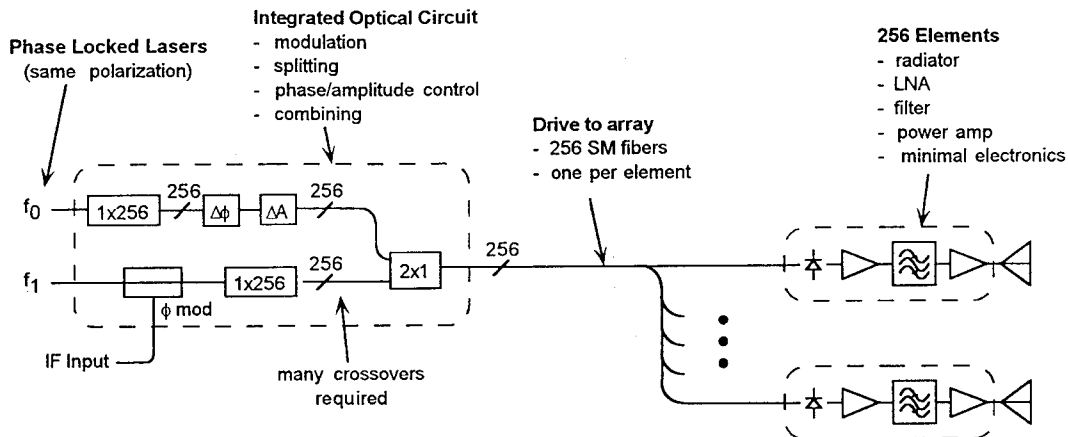 Phase Locked Lasers
(same polarization)
Integrated Optical Circuit
- modulation
- splitting
- phase/amplitude control
- combining
Drive to array
- 256 SM fibers
- one per element
256 Elements
- radiator
- LNA
- filter
- power amp
- minimal electronics
f0
1x256
256
Δϕ
ΔA
256
f1
ϕ mod
1x256
256
2x1
256
IF Input
many crossovers
required